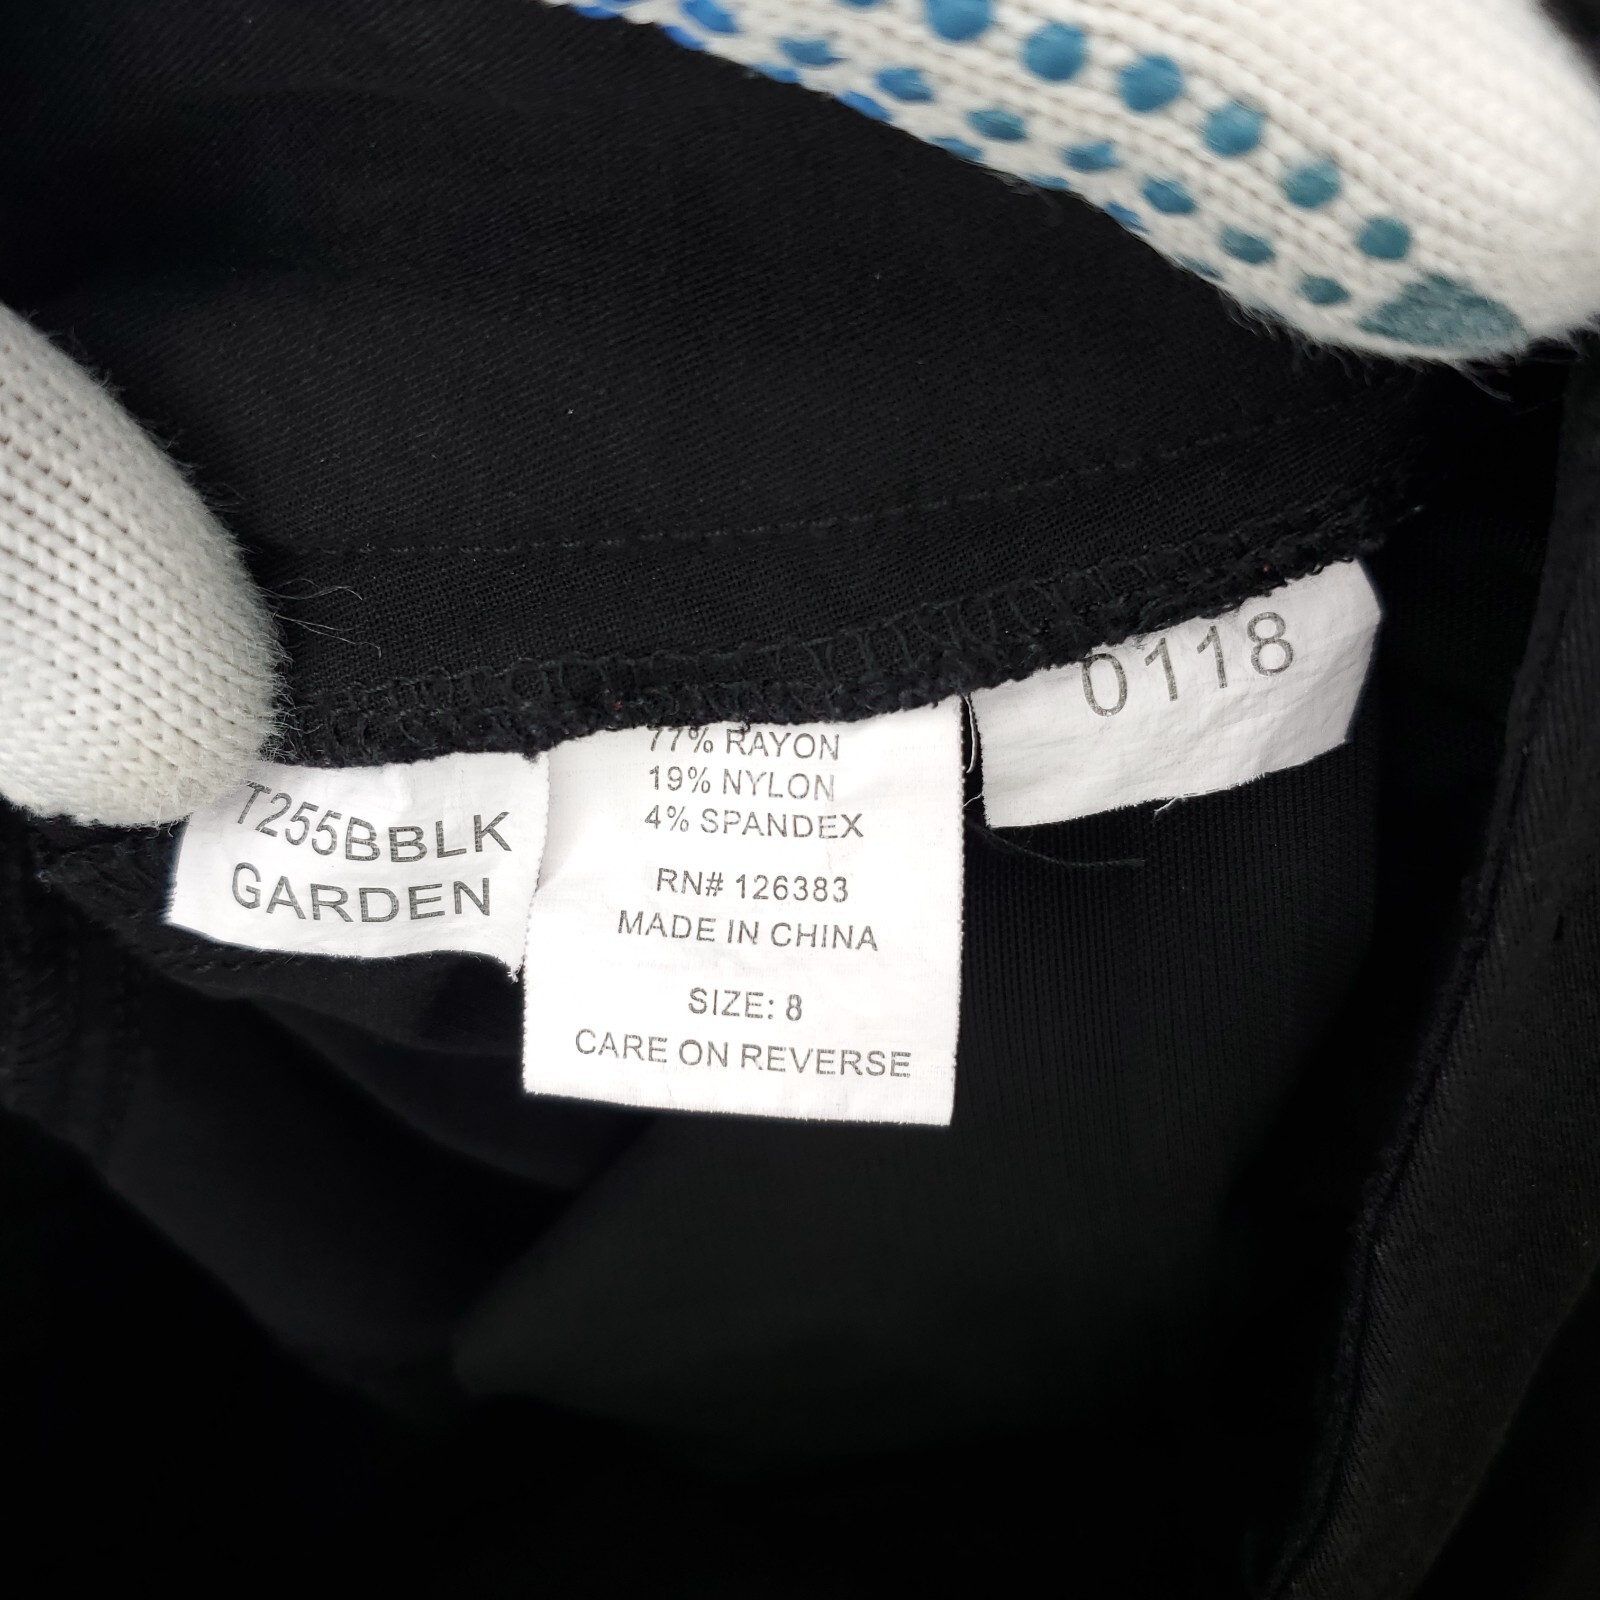 T255BBLK
GARDEN
77% RAYON
19% NYLON
4% SPANDEX
RN# 126383
MADE IN CHINA
SIZE: 8
CARE ON REVERSE
0118